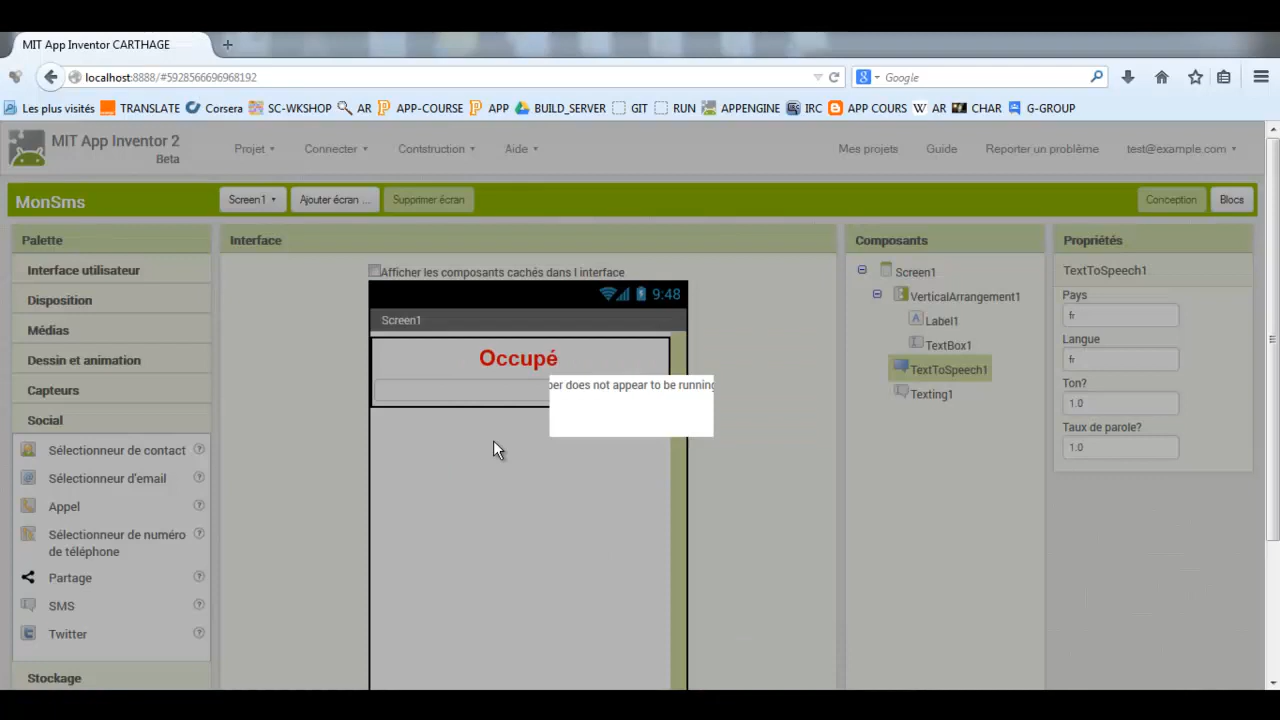 MIT App Inventor CARTHAGE
localhost:8888/#5928566696968192
Google
Les plus visités TRANSLATE Corsera SC-WKSHOP AR APP-COURSE APP BUILD_SERVER GIT RUN APPENGINE IRC APP COURS AR CHAR G-GROUP
MIT App Inventor 2
Beta
Projet Connecter Contstruction Aide Mes projets Guide Reporter un problème test@example.com
MonSms Screen1 Ajouter écran ... Supprimer écran Conception Blocs
Palette
Interface utilisateur
Disposition
Médias
Dessin et animation
Capteurs
Social
Sélectionneur de contact
Sélectionneur d'email
Appel
Sélectionneur de numéro
de téléphone
Partage
SMS
Twitter
Stockage
Interface
Afficher les composants cachés dans l interface
9:48
Screen1
Occupé
does not appear to be running
Composants
Screen1
VerticalArrangement1
Label1
TextBox1
TextToSpeech1
Texting1
Propriétés
TextToSpeech1
Pays
fr
Langue
fr
Ton?
1.0
Taux de parole?
1.0